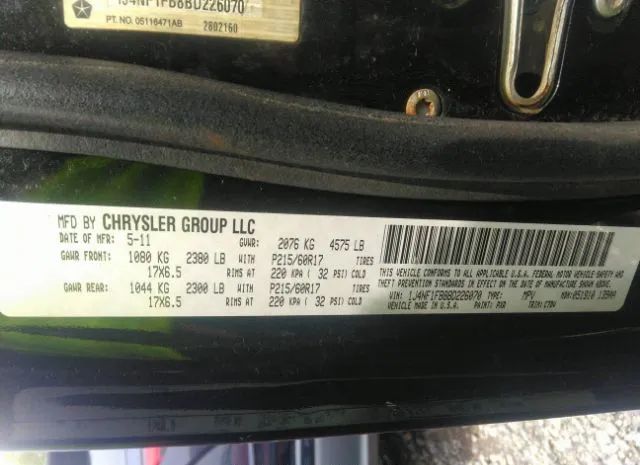 1J4NF1FB8BD226070
PT. NO. 05116471AB 2802160
MFD BY CHRYSLER GROUP LLC
DATE OF MFR: 5-11 GVWR: 2076 KG 4575 LB
GAWR FRONT: 1080 KG 2380 LB WITH P215/60R17 TIRES
17X6.5 RIMS AT 220 KPA ( 32 PSI) COLD
GAWR REAR: 1044 KG 2300 LB WITH P215/60R17 TIRES
17X6.5 RIMS AT 220 KPA ( 32 PSI) COLD
THIS VEHICLE CONFORMS TO ALL APPLICABLE U.S.A. FEDERAL MOTOR VEHICLE SAFETY AND
THEFT PREVENTION STANDARDS IN EFFECT ON THE DATE OF MANUFACTURE SHOWN ABOVE.
VIN: 1J4NF1FB8BD226070 TYPE: MPV MDH:
VEHICLE MADE IN U.S.A. PAINT: PXR TRIM: